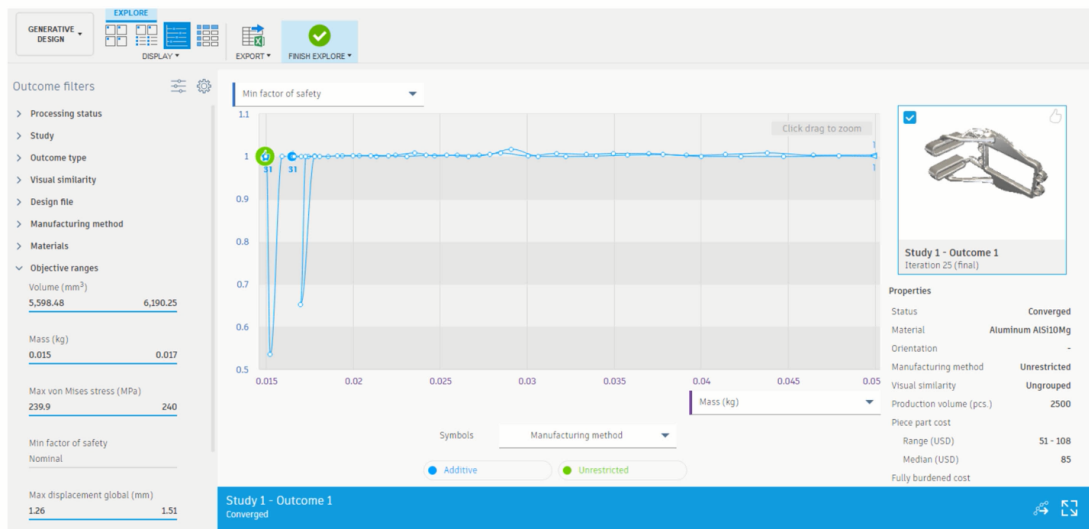 EXPLORE
GENERATIVE
DESIGN
DISPLAY
EXPORT
FINISH EXPLORE
Outcome filters
Processing status
Study
Outcome type
Visual similarity
Design file
Manufacturing method
Materials
Objective ranges
Volume (mm³)
5,598.48 6,190.25
Mass (kg)
0.015 0.017
Max von Mises stress (MPa)
239.9 240
Min factor of safety
Nominal
Max displacement global (mm)
1.26 1.51
Min factor of safety
Click drag to zoom
1.1
1
0.9
0.8
0.7
0.6
0.5
31 31
1
1
0.015 0.02 0.025 0.03 0.035 0.04 0.045 0.05
Mass (kg)
Symbols Manufacturing method
Additive Unrestricted
Study 1 - Outcome 1
Converged
Study 1 - Outcome 1
Iteration 25 (final)
Properties
Status Converged
Material Aluminum AlSi10Mg
Orientation -
Manufacturing method Unrestricted
Visual similarity Ungrouped
Production volume (pcs.) 2500
Piece part cost
Range (USD) 51 - 108
Median (USD) 85
Fully burdened cost